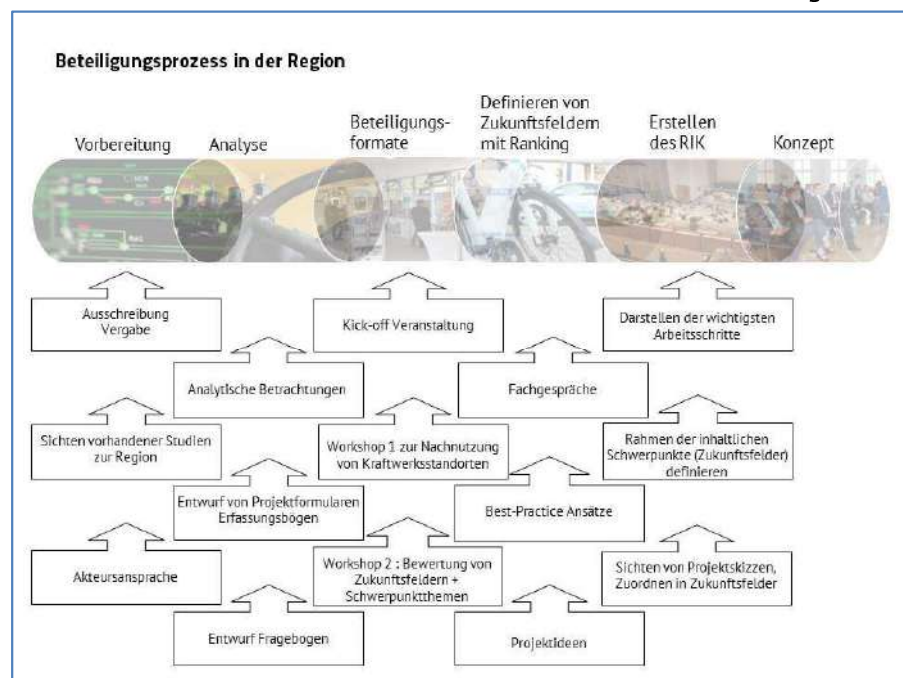 Beteiligungsprozess in der Region
Vorbereitung
Analyse
Beteiligungs-
formate
Definieren von
Zukunftsfeldern
mit Ranking
Erstellen
des RIK
Konzept
Ausschreibung
Vergabe
Kick-off Veranstaltung
Darstellen der wichtigsten
Arbeitsschritte
Analytische Betrachtungen
Fachgespräche
Sichten vorhandener Studien
zur Region
Workshop 1 zur Nachnutzung
von Kraftwerksstandorten
Rahmen der inhaltlichen
Schwerpunkte (Zukunftsfelder)
definieren
Entwurf von Projektformularen
Erfassungsbögen
Best-Practice Ansätze
Akteursansprache
Workshop 2 : Bewertung von
Zukunftsfeldern +
Schwerpunktthemen
Sichten von Projektskizzen,
Zuordnen in Zukunftsfelder
Entwurf Fragebogen
Projektideen